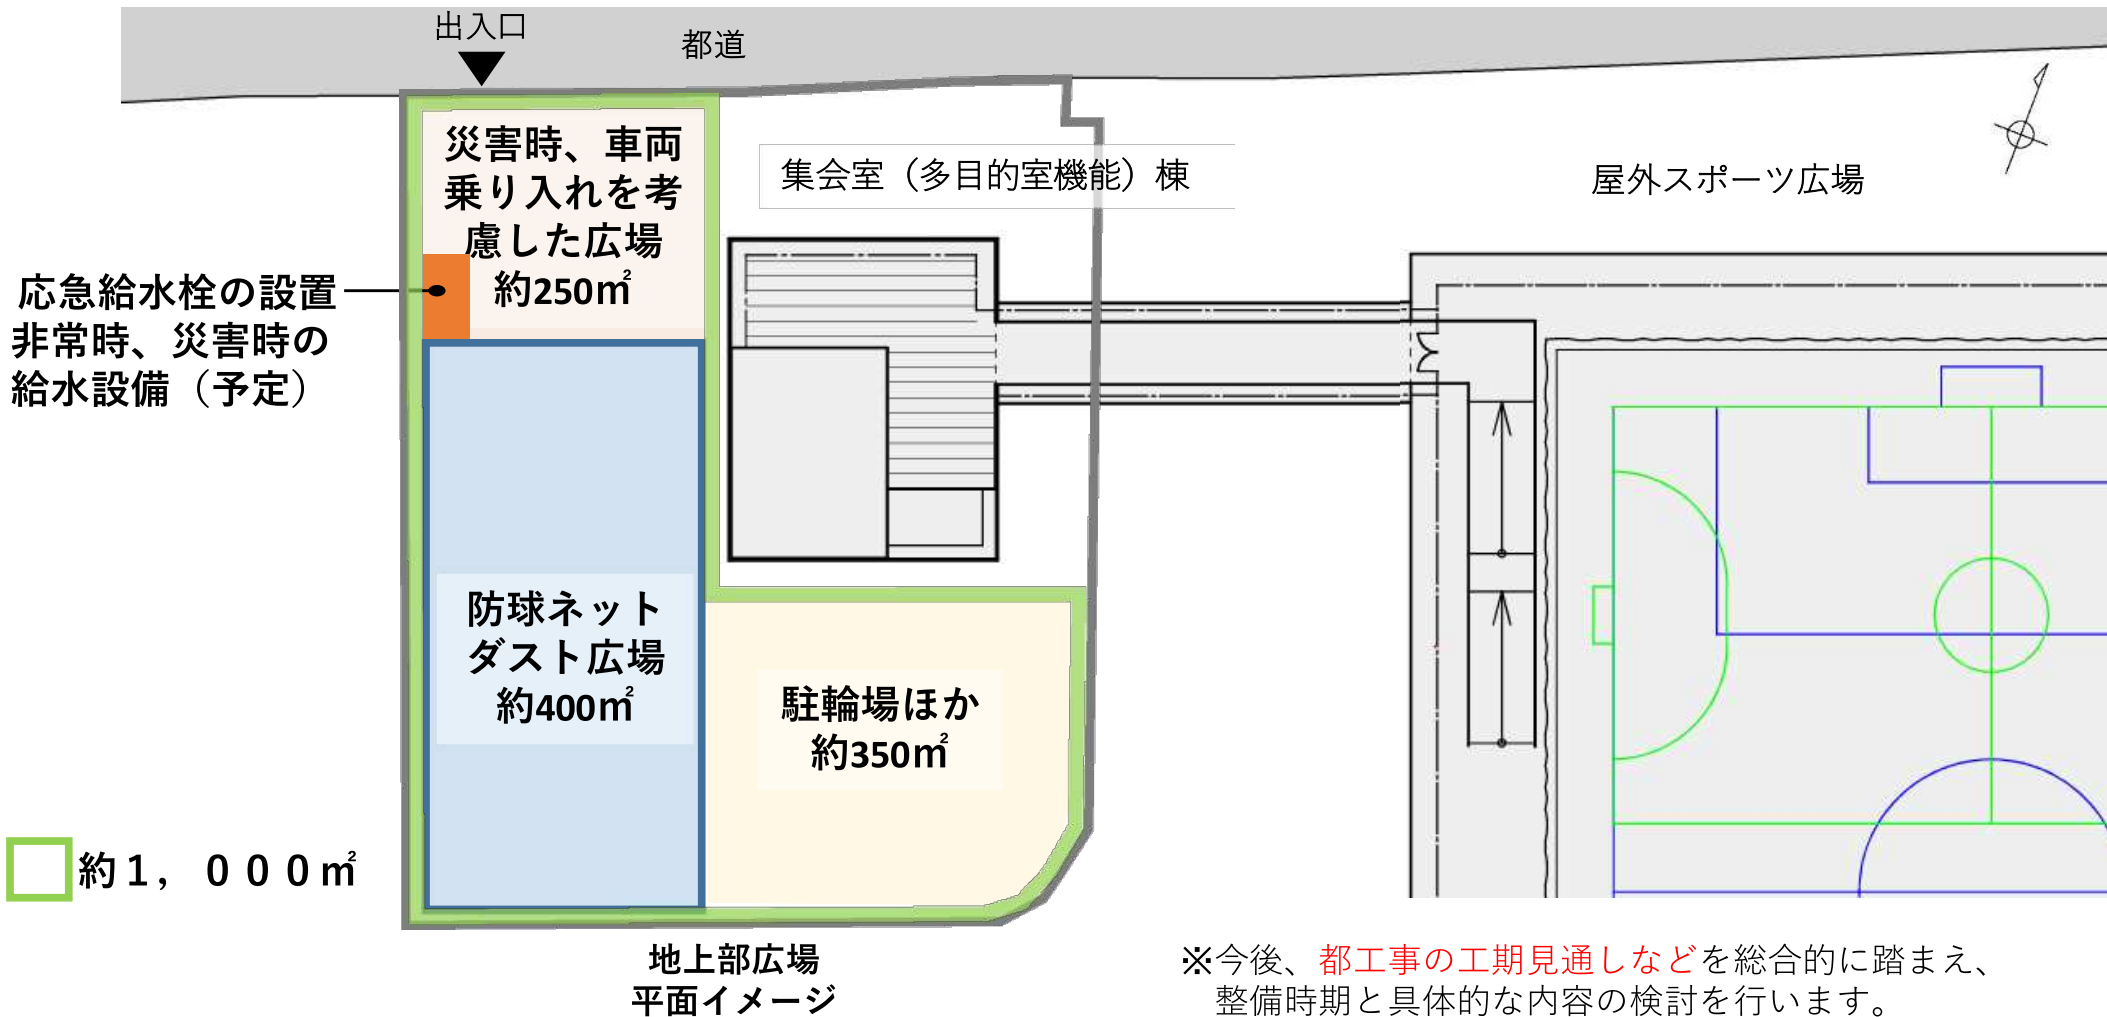 出入口
都道
災害時、車両
乗り入れを考
慮した広場
約250㎡
集会室（多目的室機能）棟
屋外スポーツ広場
応急給水栓の設置
非常時、災害時の
給水設備（予定）
防球ネット
ダスト広場
約400㎡
駐輪場ほか
約350㎡
約１，０００㎡
地上部広場
平面イメージ
※今後、都工事の工期見通しなどを総合的に踏まえ、
整備時期と具体的な内容の検討を行います。